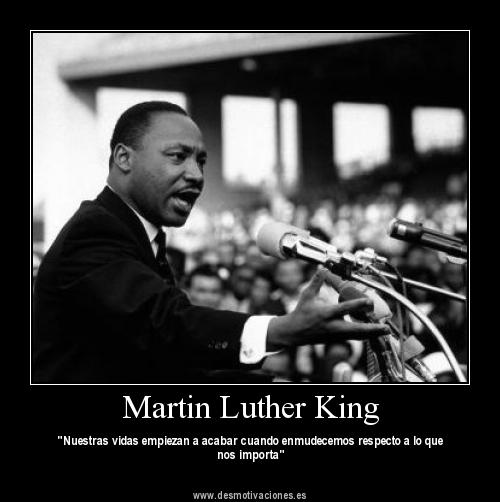 Martin Luther King
"Nuestras vidas empiezan a acabar cuando enmudecemos respecto a lo que
nos importa"
www.desmotivaciones.es